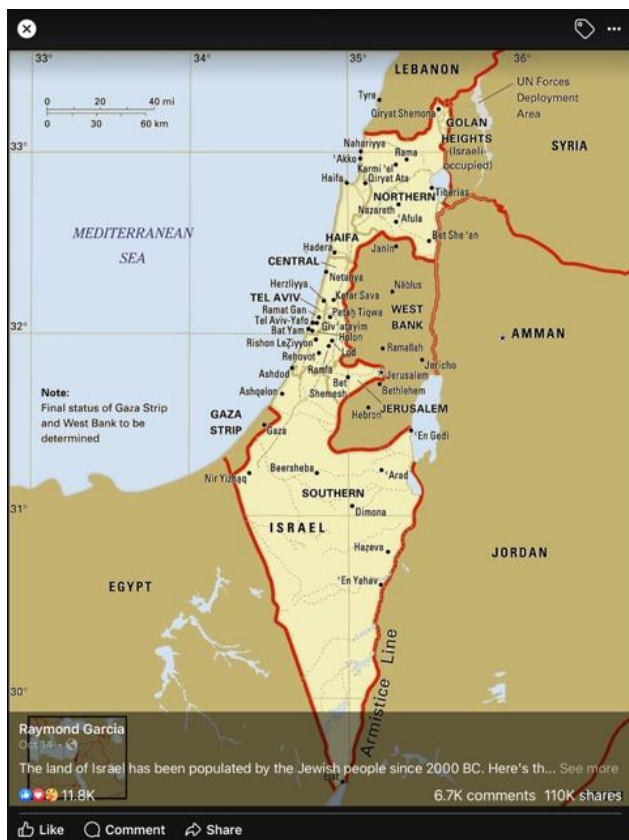 33°
34°
35°
36°
LEBANON
0 20 40 mi
0 30 60 km
Tyre
UN Forces
Deployment
Area
Qiryat Shemona
GOLAN
HEIGHTS
(Israeli-
occupied)
SYRIA
33°
Nahariyya
'Akko
Rama
Karmi'el
Haifa
Qiryat Ata
Tiberias
NORTHERN
Nazareth
'Afula
MEDITERRANEAN
SEA
HAIFA
Bet She'an
Hadera
Janin
CENTRAL
Netanya
Herzliyya
Nāblus
TEL AVIV
Kefar Sava
Ramat Gan
Petah Tiqwa
WEST
BANK
Tel Aviv-Yafo
Giv'atayim
32°
Bat Yam
Holon
AMMAN
Rishon LeZiyyon
Ramallah
Lod
Rehovot
Jericho
Ramla
Ashdod
Jerusalem
Bet
Shemesh
Bethlehem
Ashqelon
JERUSALEM
Note:
Final status of Gaza Strip
and West Bank to be
determined
GAZA
STRIP
Hebron
Gaza
'En Gedi
Nir Yizhaq
Beersheba
'Arad
SOUTHERN
31°
Dimona
ISRAEL
Hazeva
JORDAN
EGYPT
'En Yahav
Armistice Line
30°
Raymond Garcia
Oct 14
The land of Israel has been populated by the Jewish people since 2000 BC. Here's th... See more
11.8K
6.7K comments 110K shares
Like Comment Share